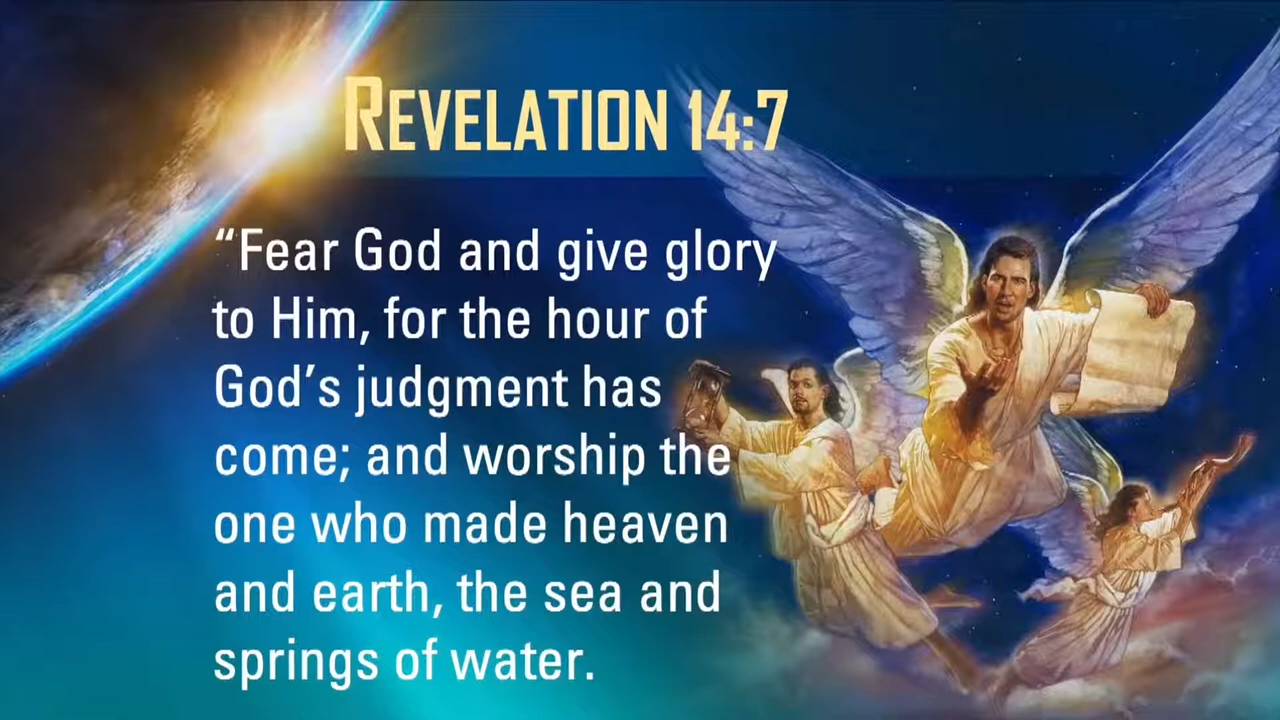 REVELATION 14:7
“Fear God and give glory
to Him, for the hour of
God’s judgment has
come; and worship the
one who made heaven
and earth, the sea and
springs of water.